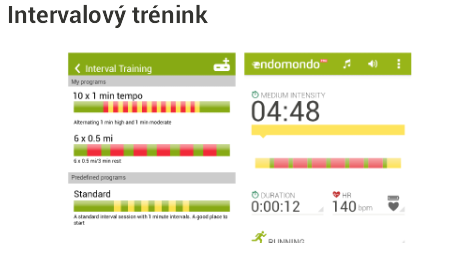 Intervalový trénink
Interval Training
My programs
10 x 1 min tempo
Alternating 1 min high and 1 min moderate
6 x 0.5 mi
6 x 0.5 mi/3 min rest
Predefined programs
Standard
A standard interval session with 1 minute intervals. A good place to
start
endomondo
MEDIUM INTENSITY
04:48
DURATION
HR
0:00:12
140 bpm
RUNNING